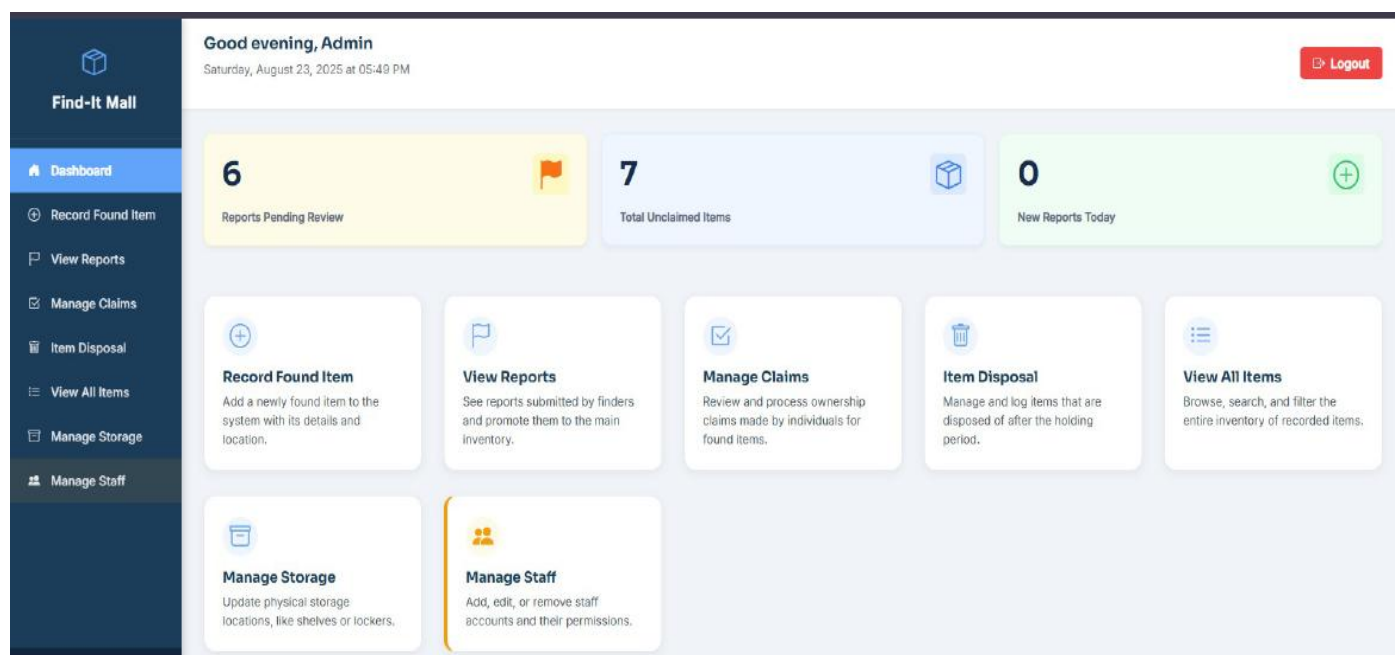 Find-It Mall
Dashboard
Record Found Item
View Reports
Manage Claims
Item Disposal
View All Items
Manage Storage
Manage Staff
Good evening, Admin
Saturday, August 23, 2025 at 05:49 PM
Logout
6
Reports Pending Review
7
Total Unclaimed Items
0
New Reports Today
Record Found Item
Add a newly found item to the
system with its details and
location.
View Reports
See reports submitted by finders
and promote them to the main
inventory.
Manage Claims
Review and process ownership
claims made by individuals for
found items.
Item Disposal
Manage and log items that are
disposed of after the holding
period.
View All Items
Browse, search, and filter the
entire inventory of recorded items.
Manage Storage
Update physical storage
locations, like shelves or lockers.
Manage Staff
Add, edit, or remove staff
accounts and their permissions.